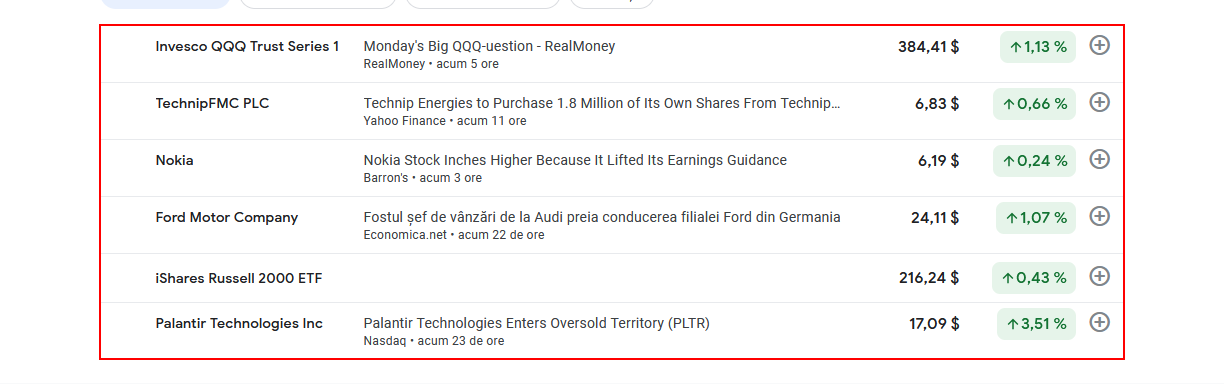 Invesco QQQ Trust Series 1 Monday's Big QQQ-uestion - RealMoney 384,41 $ ↑1,13 %
RealMoney • acum 5 ore
TechnipFMC PLC Technip Energies to Purchase 1.8 Million of Its Own Shares From Technip... 6,83 $ ↑0,66 %
Yahoo Finance • acum 11 ore
Nokia Nokia Stock Inches Higher Because It Lifted Its Earnings Guidance 6,19 $ ↑0,24 %
Barron's • acum 3 ore
Ford Motor Company Fostul șef de vânzări de la Audi preia conducerea filialei Ford din Germania 24,11 $ ↑1,07 %
Economica.net • acum 22 de ore
iShares Russell 2000 ETF 216,24 $ ↑0,43 %
Palantir Technologies Inc Palantir Technologies Enters Oversold Territory (PLTR) 17,09 $ ↑3,51 %
Nasdaq • acum 23 de ore